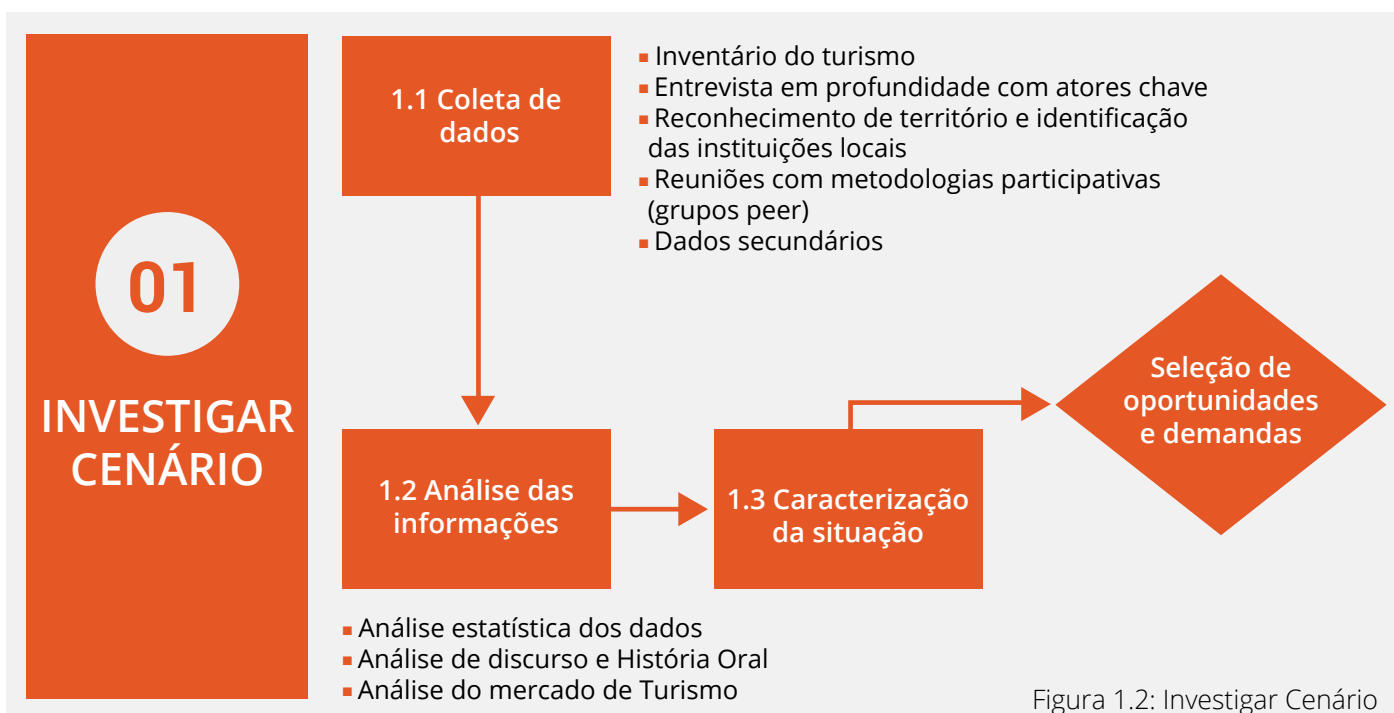 01
INVESTIGAR
CENÁRIO
1.1 Coleta de
dados
▪ Inventário do turismo
▪ Entrevista em profundidade com atores chave
▪ Reconhecimento de território e identificação
das instituições locais
▪ Reuniões com metodologias participativas
(grupos peer)
▪ Dados secundários
1.2 Análise das
informações
▪ Análise estatística dos dados
▪ Análise de discurso e História Oral
▪ Análise do mercado de Turismo
1.3 Caracterização
da situação
Seleção de
oportunidades
e demandas
Figura 1.2: Investigar Cenário